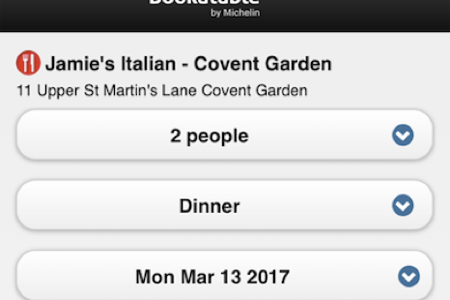 Bookatable
by Michelin
Jamie's Italian - Covent Garden
11 Upper St Martin's Lane Covent Garden
2 people
Dinner
Mon Mar 13 2017